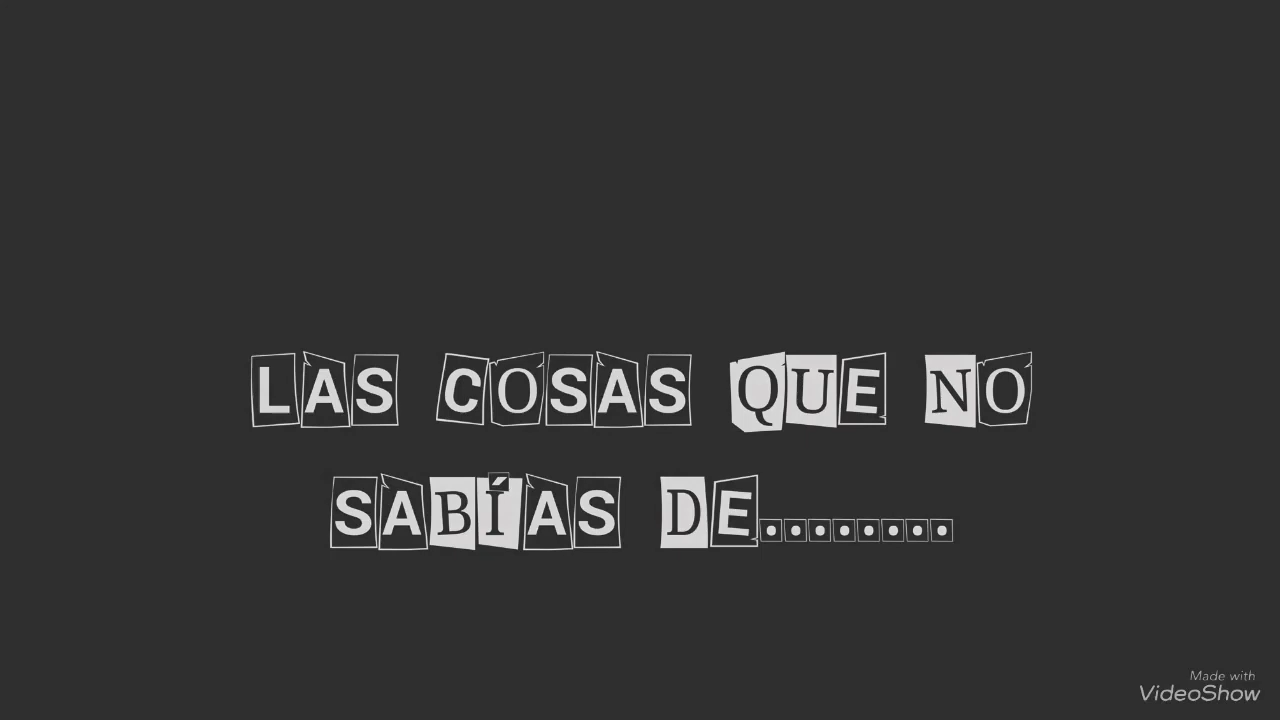 LAS COSAS QUE NO
SABÍAS DE........
Made with
VideoShow